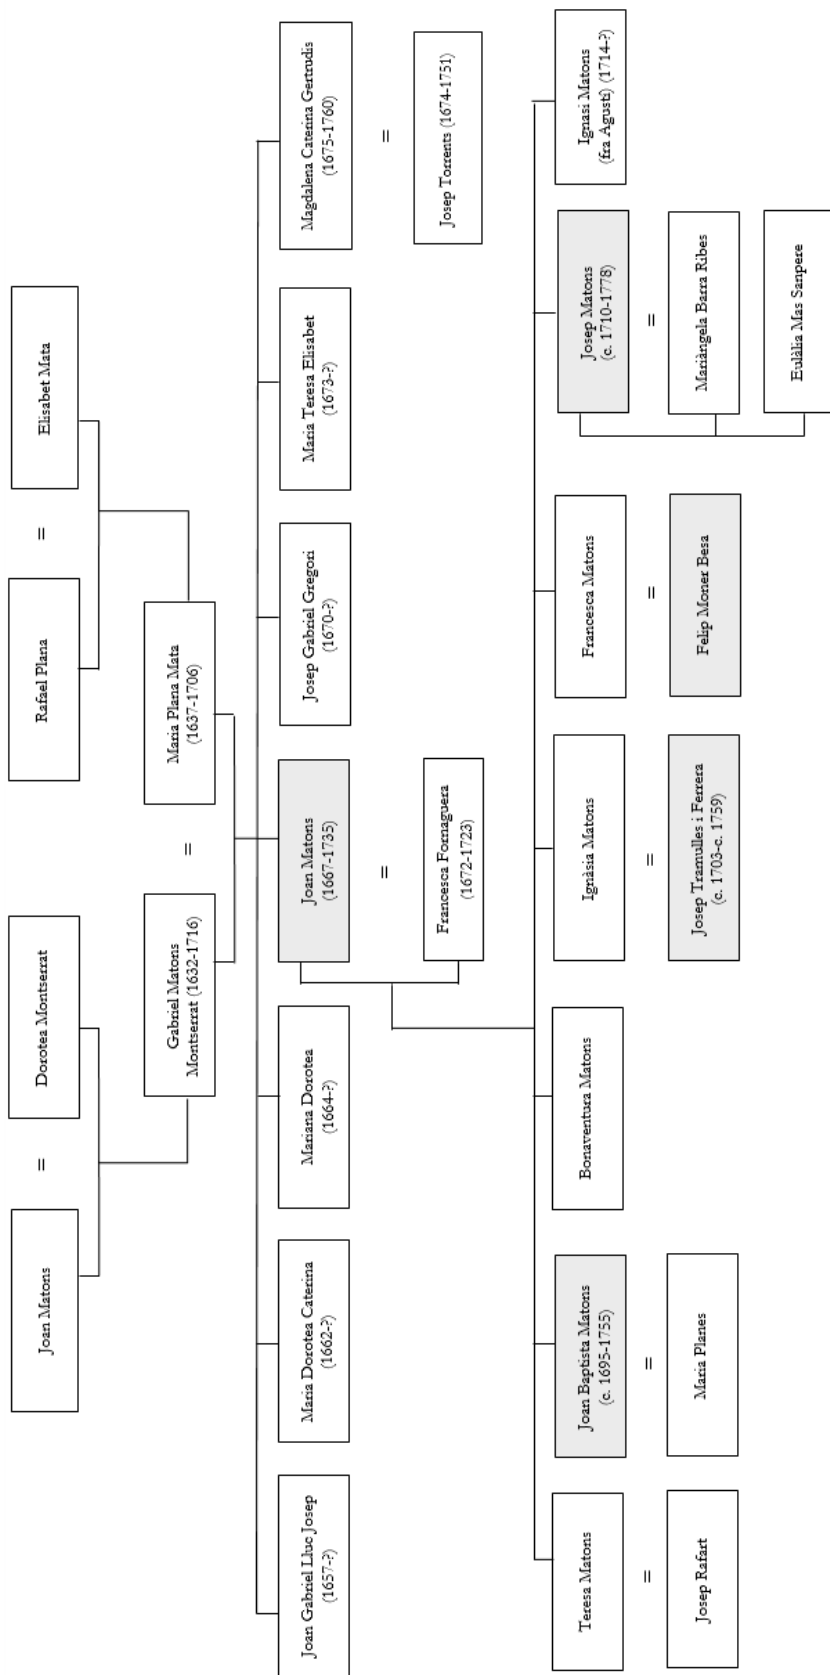 Joan Matons
=
Dorotea Montserrat
Rafael Plana
=
Elisabet Mata
Gabriel Matons
Montserrat (1632-1716)
=
Maria Plana Mata
(1637-1706)
Joan Gabriel Lluc Josep
(1657-?)
Maria Dorotea Caterina
(1662-?)
Mariana Dorotea
(1664-?)
Joan Matons
(1667-1735)
Josep Gabriel Gregori
(1670-?)
Maria Teresa Elisabet
(1673-?)
Magdalena Caterina Gertrudis
(1675-1760)
=
=
Francesca Fornaguera
(1672-1723)
Josep Torrents (1674-1751)
Teresa Matons
Joan Baptista Matons
(c. 1695-1755)
Bonaventura Matons
Ignàsia Matons
Francesca Matons
Josep Matons
(c. 1710-1778)
Ignasi Matons
(fra Agustí) (1714-?)
=
=
=
=
=
Josep Rafart
Maria Planes
Josep Tramulles i Ferrera
(c. 1703-c. 1759)
Felip Moner Besa
Mariàngela Barra Ribes
Eulàlia Mas Sanpere